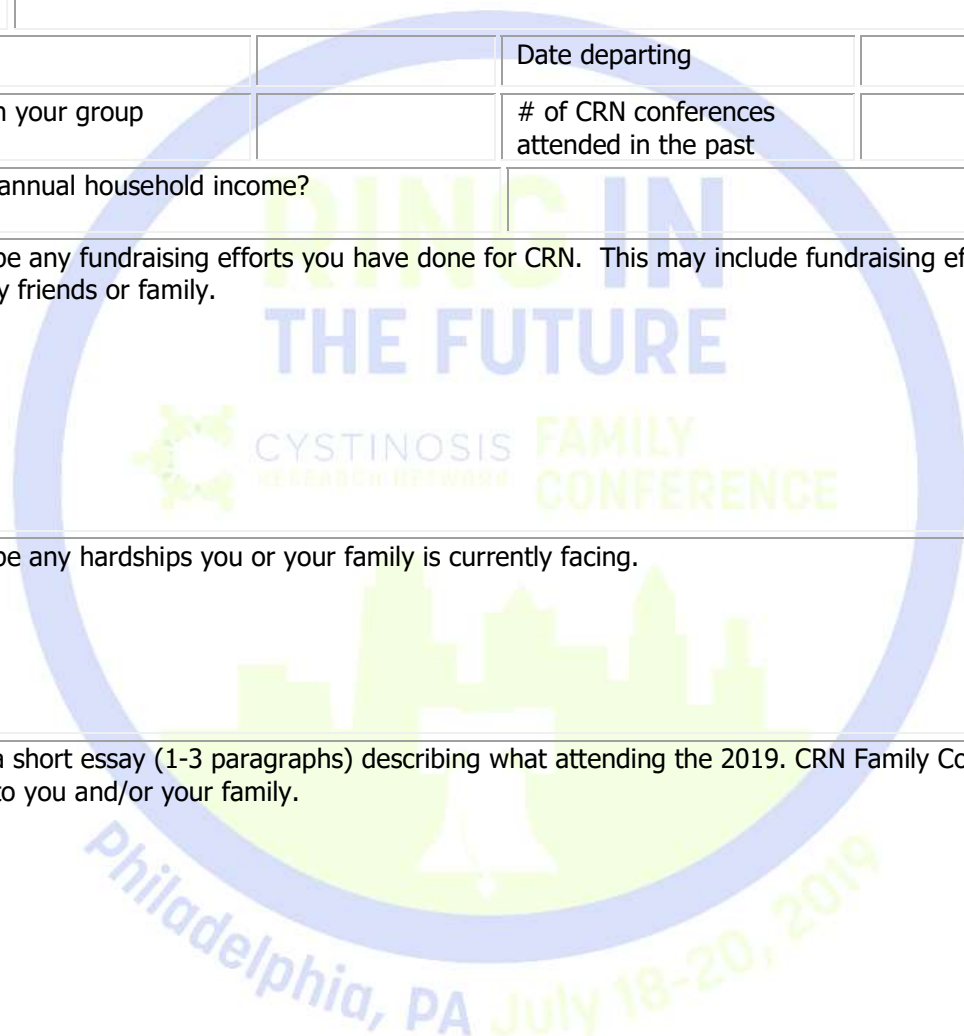 Date departing
n your group
# of CRN conferences
attended in the past
annual household income?
RING IN
be any fundraising efforts you have done for CRN. This may include fundraising ef
y friends or family.
THE FUTURE
CYSTINOSIS
RESEARCH NETWORK
FAMILY
CONFERENCE
be any hardships you or your family is currently facing.
a short essay (1-3 paragraphs) describing what attending the 2019. CRN Family Co
to you and/or your family.
Philadelphia, PA July 18-20, 2019